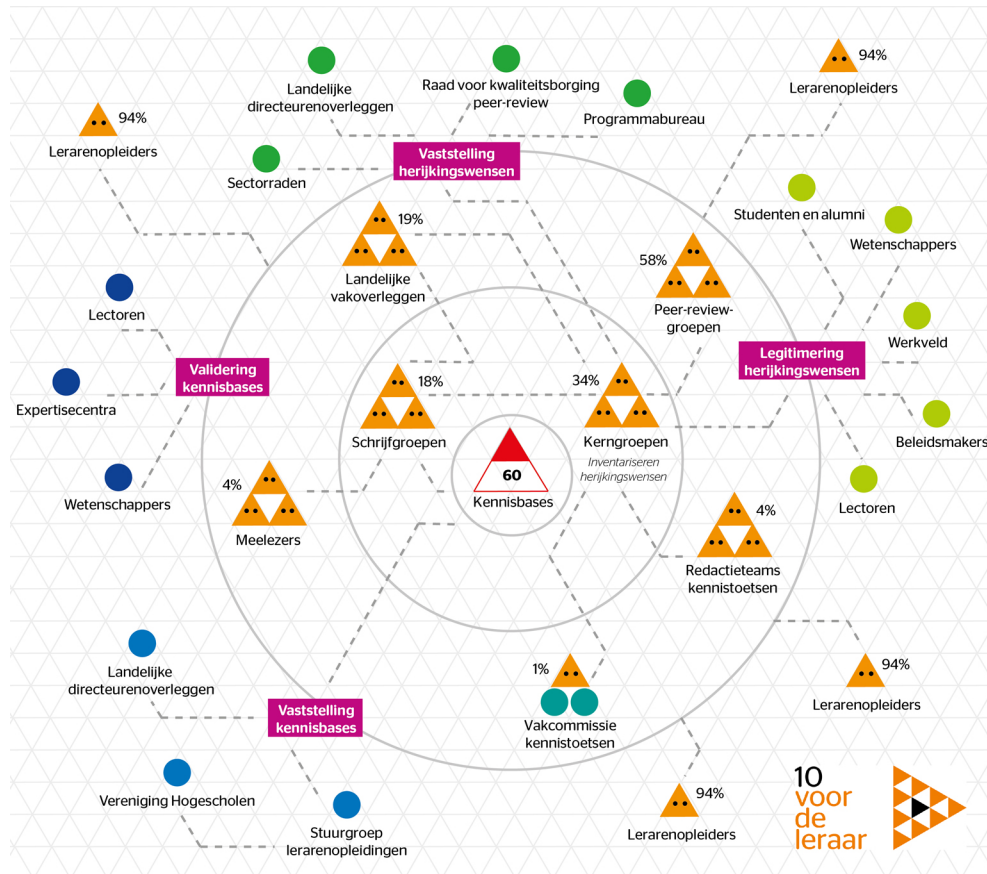 94%
Lerarenopleiders
Landelijke
directeurenoverleggen
Raad voor kwaliteitsborging
peer-review
Programmabureau
94%
Lerarenopleiders
Sectorraden
Vaststelling
herijkingswensen
Studenten en alumni
Wetenschappers
19%
Landelijke
vakoverleggen
58%
Peer-review-
groepen
Lectoren
Werkveld
Validering
kennisbases
Legitimering
herijkingswensen
Expertisecentra
18%
Schrijfgroepen
34%
Kerngroepen
Inventariseren
herijkingswensen
Beleidsmakers
60
Kennisbases
Wetenschappers
4%
Meelezers
Lectoren
4%
Redactieteams
kennistoetsen
Landelijke
directeurenoverleggen
1%
Vakcommissie
kennistoetsen
94%
Lerarenopleiders
Vaststelling
kennisbases
Vereniging Hogescholen
Stuurgroep
lerarenopleidingen
94%
Lerarenopleiders
10
voor
de
leraar